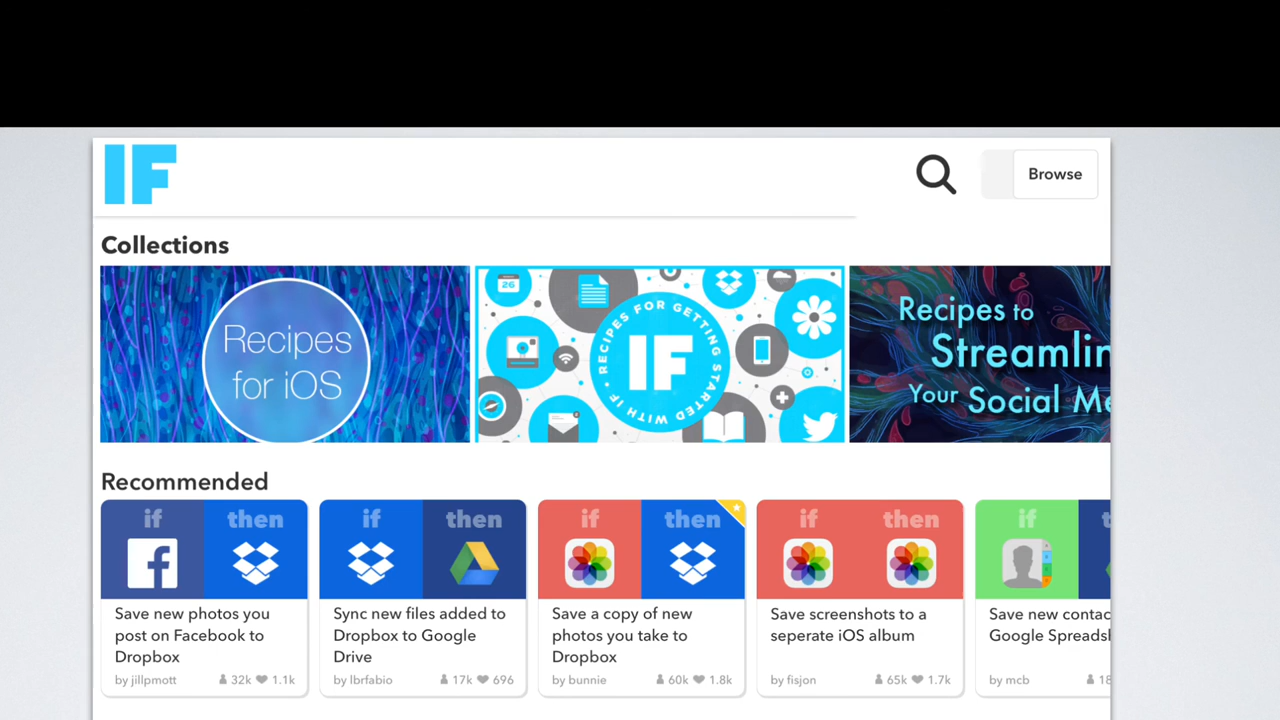 IF
Browse
Collections
Recipes
for iOS
26
RECIPES FOR GETTING STARTED WITH IF
IF
Recipes to
Streamlin
Your Social Me
Recommended
if then
Save new photos you
post on Facebook to
Dropbox
by jillpmott 32k 1.1k
if then
Sync new files added to
Dropbox to Google
Drive
by lbrfabio 17k 696
if then
Save a copy of new
photos you take to
Dropbox
by bunnie 60k 1.8k
if then
Save screenshots to a
seperate iOS album
by fisjon 65k 1.7k
if t
Save new contac
Google Spreads
by mcb 18